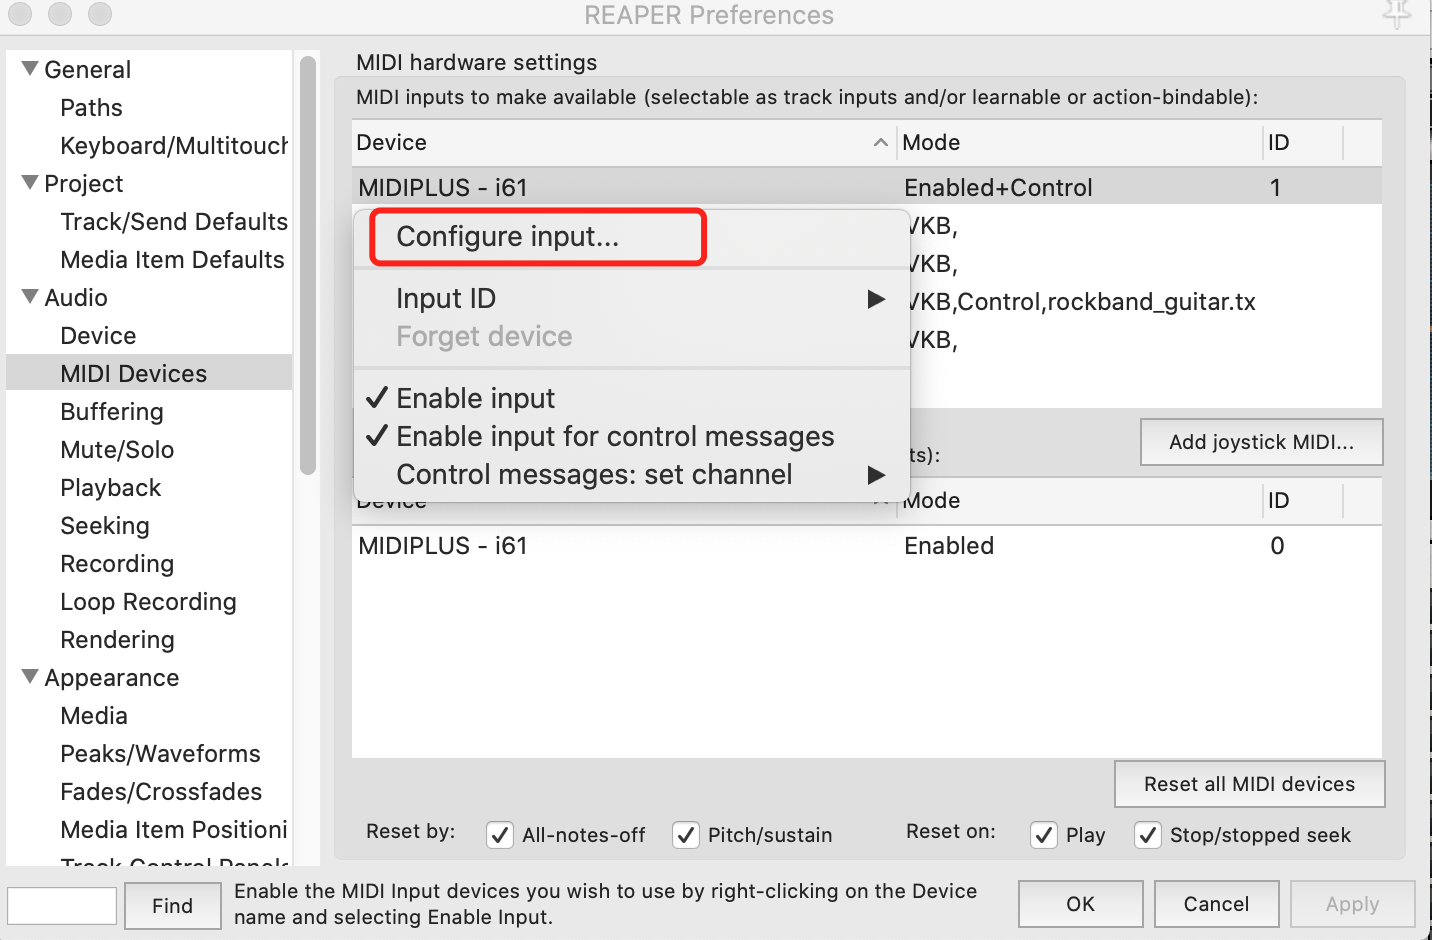 REAPER Preferences
General
Paths
Keyboard/Multitouch
Project
Track/Send Defaults
Media Item Defaults
Audio
Device
MIDI Devices
Buffering
Mute/Solo
Playback
Seeking
Recording
Loop Recording
Rendering
Appearance
Media
Peaks/Waveforms
Fades/Crossfades
Media Item Positioni
Track Control Panels
MIDI hardware settings
MIDI inputs to make available (selectable as track inputs and/or learnable or action-bindable):
Device Mode ID
MIDIPLUS - i61 Enabled+Control 1
VKB,
VKB,
VKB,Control,rockband_guitar.tx
VKB,
Configure input...
Input ID
Forget device
Enable input
Enable input for control messages
Control messages: set channel
ts):
Add joystick MIDI...
Device Mode ID
MIDIPLUS - i61 Enabled 0
Reset all MIDI devices
Reset by: All-notes-off Pitch/sustain Reset on: Play Stop/stopped seek
Find
Enable the MIDI Input devices you wish to use by right-clicking on the Device
name and selecting Enable Input.
OK Cancel Apply